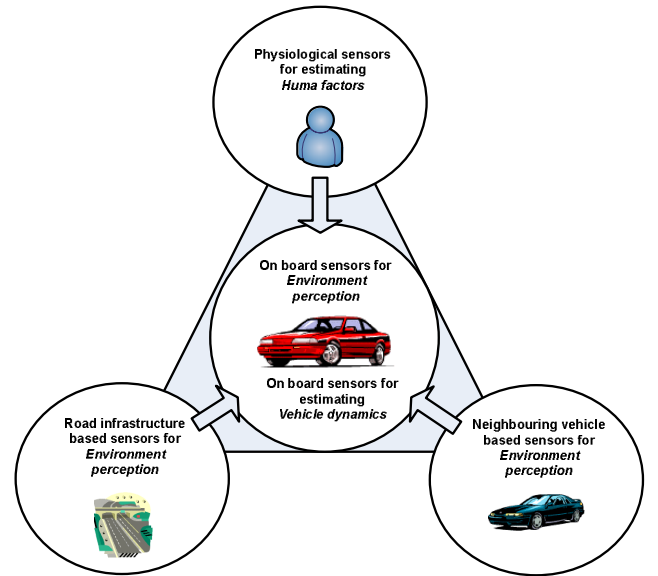 Physiological sensors
for estimating
Huma factors
On board sensors for
Environment
perception
On board sensors for
estimating
Vehicle dynamics
Road infrastructure
based sensors for
Environment
perception
Neighbouring vehicle
based sensors for
Environment
perception